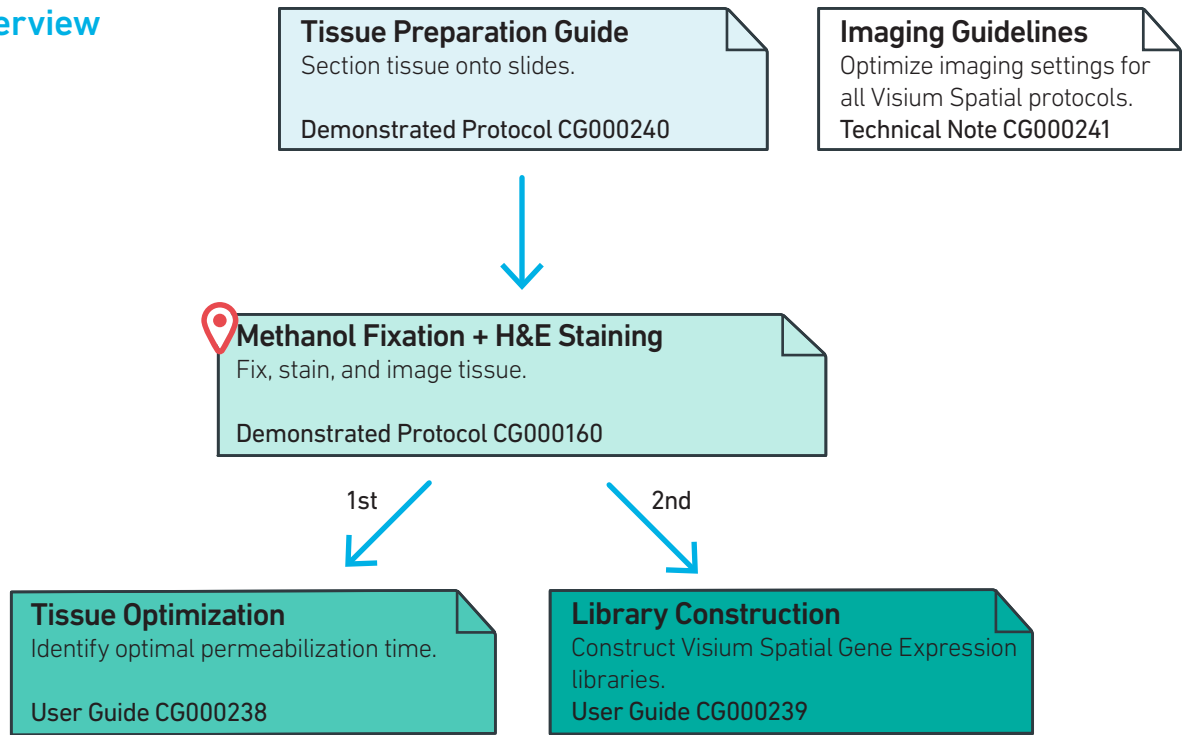 erview
Tissue Preparation Guide
Section tissue onto slides.
Demonstrated Protocol CG000240
Imaging Guidelines
Optimize imaging settings for
all Visium Spatial protocols.
Technical Note CG000241
Methanol Fixation + H&E Staining
Fix, stain, and image tissue.
Demonstrated Protocol CG000160
1st
2nd
Tissue Optimization
Identify optimal permeabilization time.
User Guide CG000238
Library Construction
Construct Visium Spatial Gene Expression
libraries.
User Guide CG000239